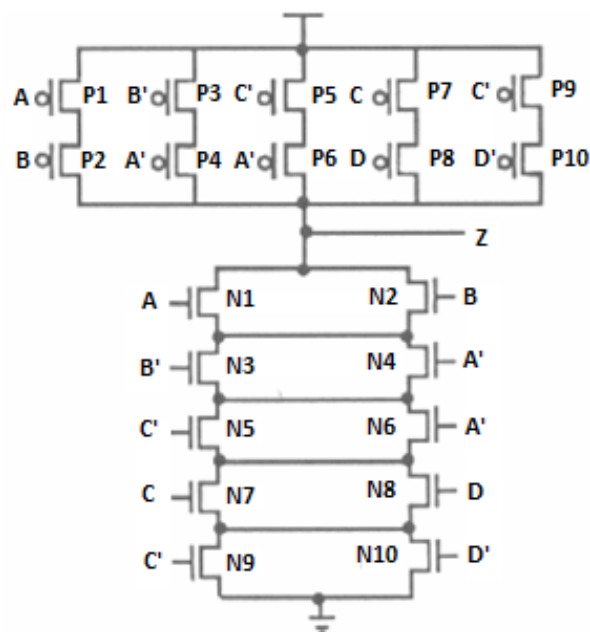 A P1 B' P3 C' P5 C P7 C' P9
B P2 A' P4 A' P6 D P8 D' P10
Z
A N1 N2 B
B' N3 N4 A'
C' N5 N6 A'
C N7 N8 D
C' N9 N10 D'